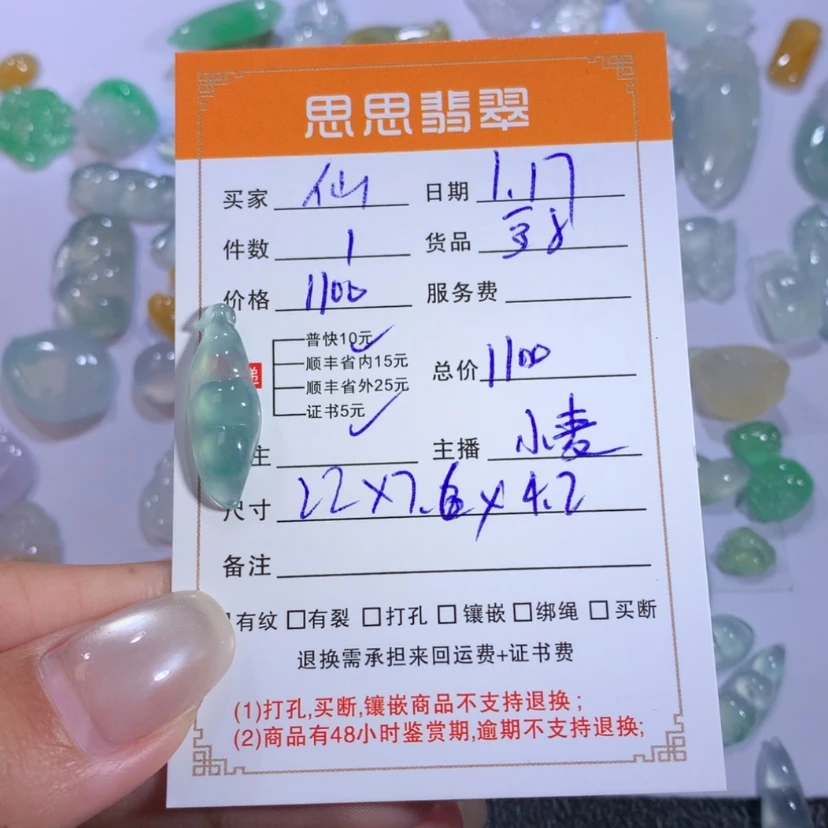 思思翡翠
买家 仙 日期 1.17
件数 1 货品
价格 1100 服务费
普快10元
顺丰省内15元
顺丰省外25元
证书5元
总价 1100
主 主播 小麦
尺寸 22×7.6×4.2
备注
有纹 □有裂 □打孔 □镶嵌 □绑绳 □买断
退换需承担来回运费+证书费
(1)打孔,买断,镶嵌商品不支持退换;
(2)商品有48小时鉴赏期,逾期不支持退换;